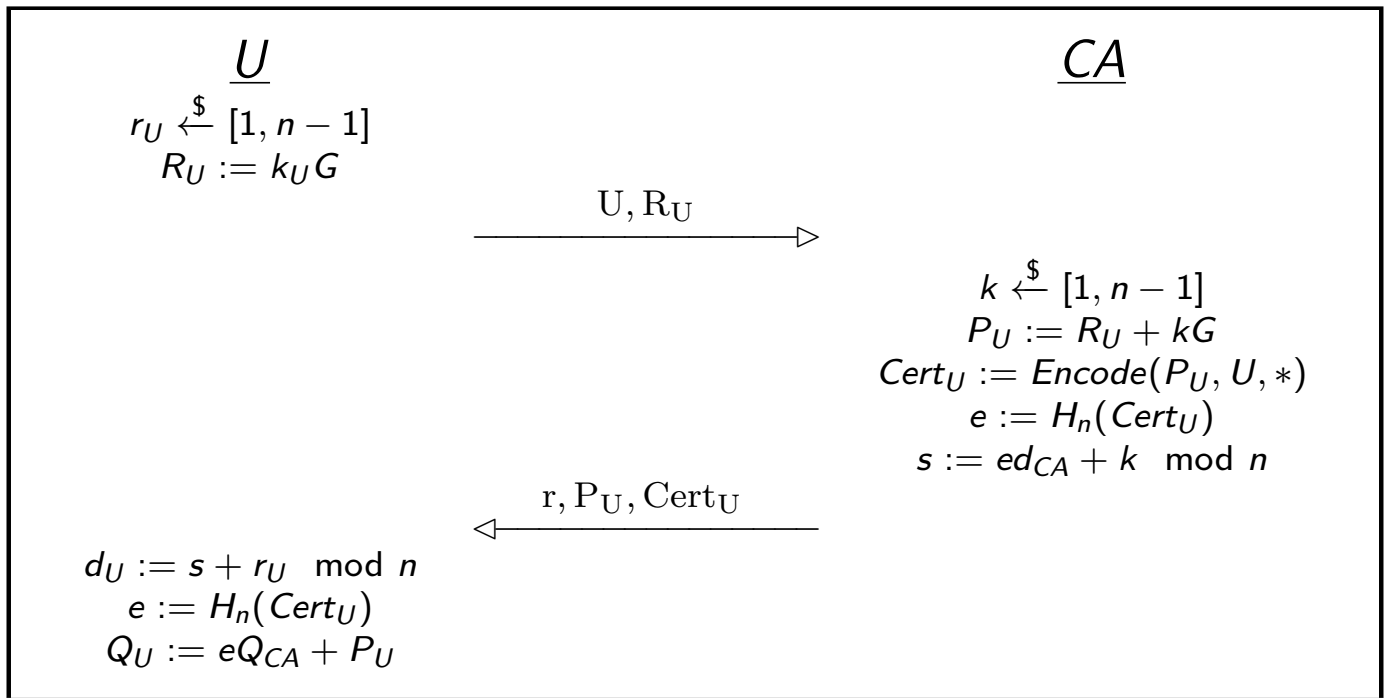 U
CA
r_U ←$ [1, n − 1]
R_U := k_U G
U, R_U
k ←$ [1, n − 1]
P_U := R_U + kG
Cert_U := Encode(P_U, U, ∗)
e := H_n(Cert_U)
s := ed_CA + k mod n
r, P_U, Cert_U
d_U := s + r_U mod n
e := H_n(Cert_U)
Q_U := eQ_CA + P_U